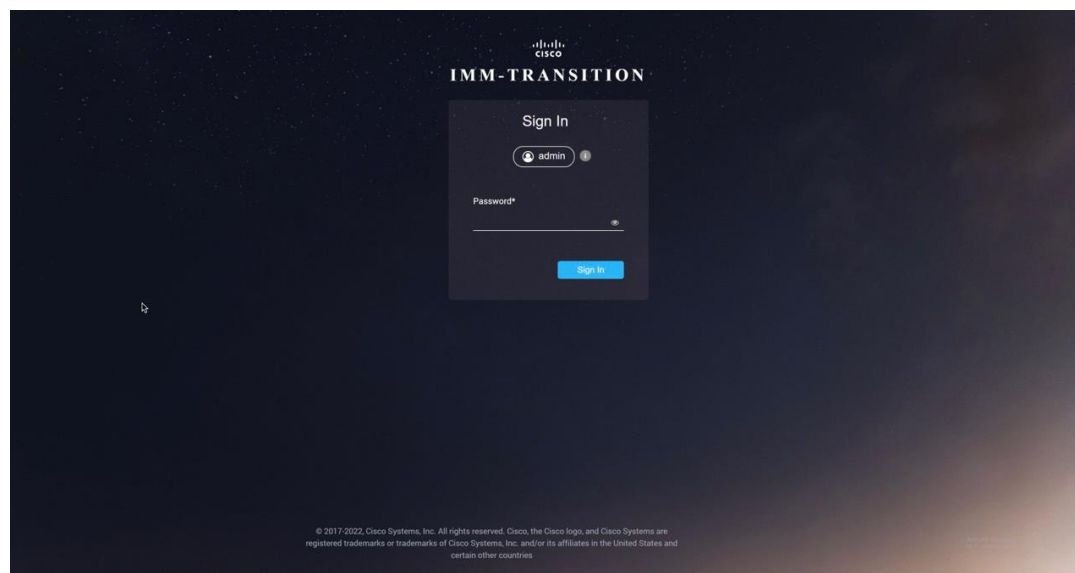 CISCO
IMM-TRANSITION
Sign In
admin
Password*
Sign In
© 2017-2022, Cisco Systems, Inc. All rights reserved. Cisco, the Cisco logo, and Cisco Systems are
registered trademarks or trademarks of Cisco Systems, Inc. and/or its affiliates in the United States and
certain other countries